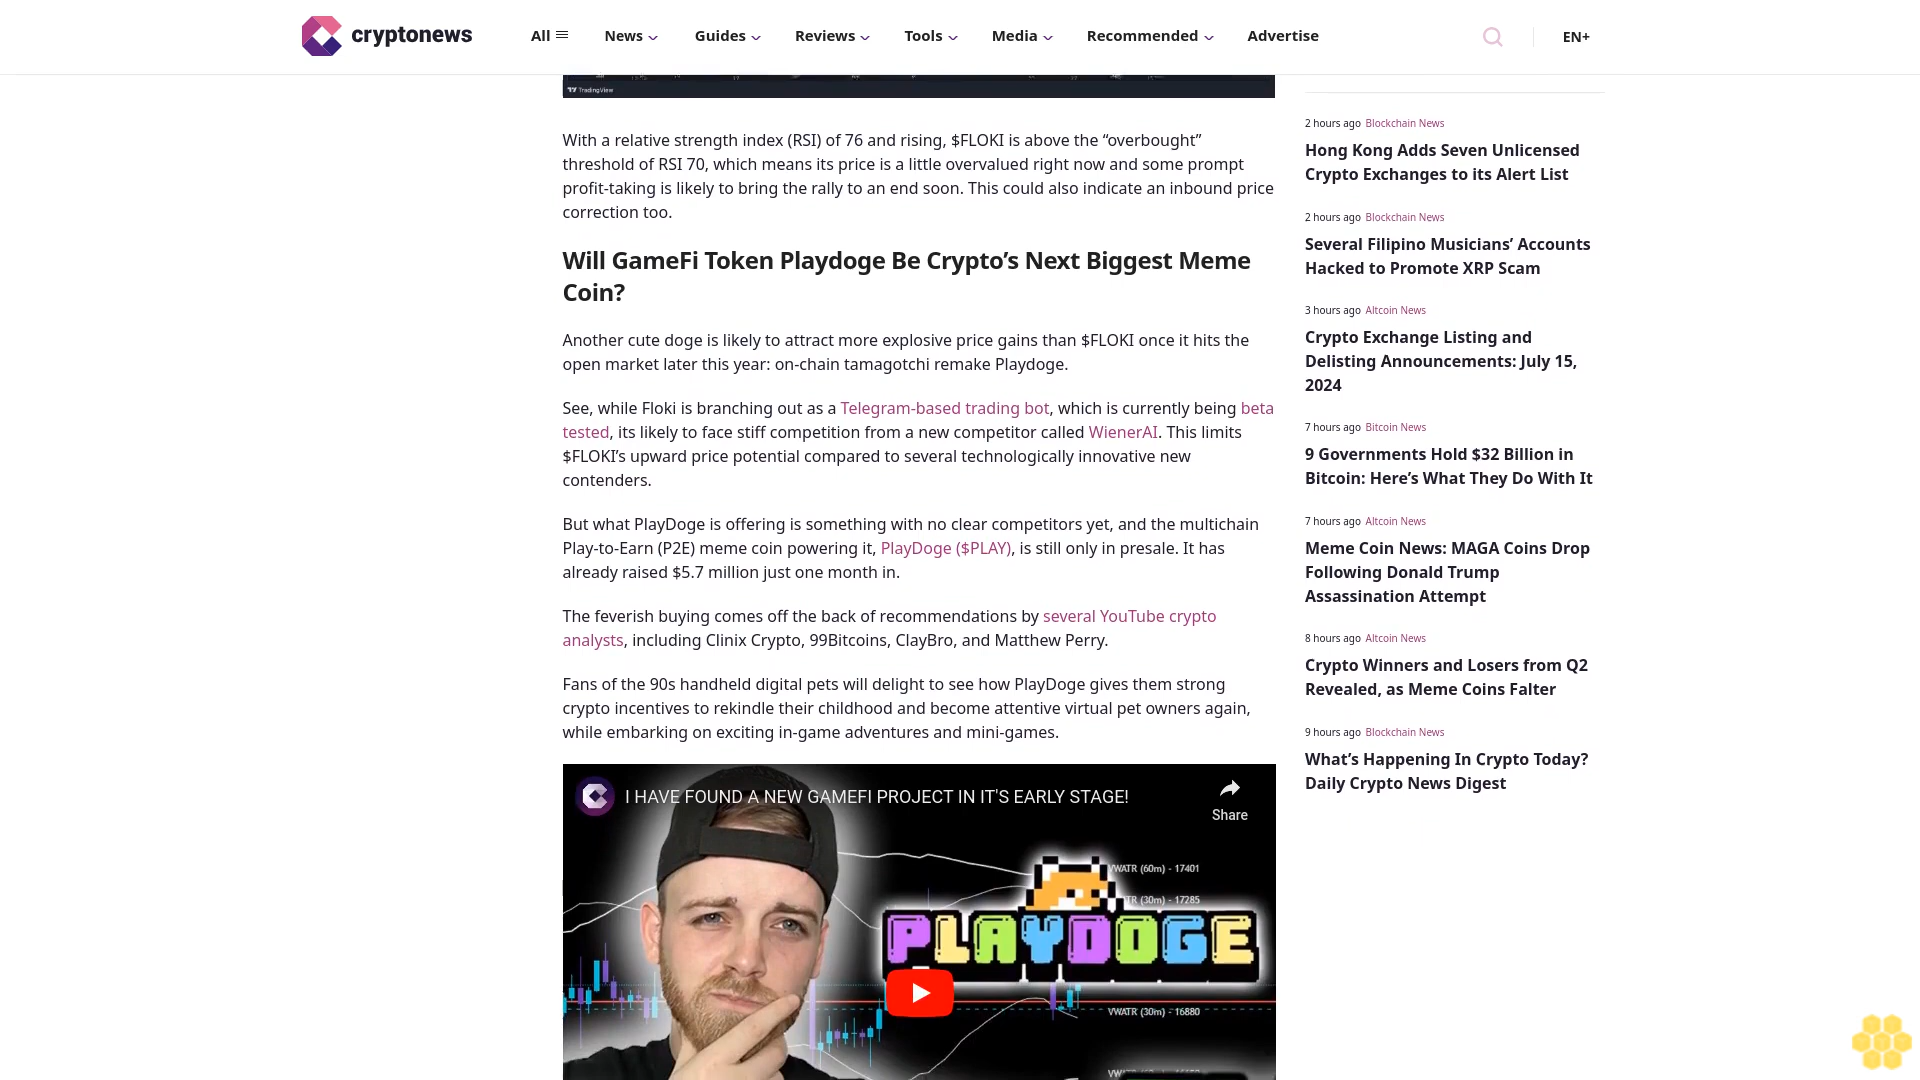 cryptonews
All
News
Guides
Reviews
Tools
Media
Recommended
Advertise
EN+
TradingView
With a relative strength index (RSI) of 76 and rising, $FLOKI is above the “overbought”
threshold of RSI 70, which means its price is a little overvalued right now and some prompt
profit-taking is likely to bring the rally to an end soon. This could also indicate an inbound price
correction too.
Will GameFi Token Playdoge Be Crypto’s Next Biggest Meme
Coin?
Another cute doge is likely to attract more explosive price gains than $FLOKI once it hits the
open market later this year: on-chain tamagotchi remake Playdoge.
See, while Floki is branching out as a Telegram-based trading bot, which is currently being beta
tested, its likely to face stiff competition from a new competitor called WienerAI. This limits
$FLOKI’s upward price potential compared to several technologically innovative new
contenders.
But what PlayDoge is offering is something with no clear competitors yet, and the multichain
Play-to-Earn (P2E) meme coin powering it, PlayDoge ($PLAY), is still only in presale. It has
already raised $5.7 million just one month in.
The feverish buying comes off the back of recommendations by several YouTube crypto
analysts, including Clinix Crypto, 99Bitcoins, ClayBro, and Matthew Perry.
Fans of the 90s handheld digital pets will delight to see how PlayDoge gives them strong
crypto incentives to rekindle their childhood and become attentive virtual pet owners again,
while embarking on exciting in-game adventures and mini-games.
I HAVE FOUND A NEW GAMEFI PROJECT IN IT'S EARLY STAGE!
Share
VWATR (60m) - 17401
TR (30m) - 17285
PLAYDOGE
VWATR (30m) - 16880
2 hours ago Blockchain News
Hong Kong Adds Seven Unlicensed
Crypto Exchanges to its Alert List
2 hours ago Blockchain News
Several Filipino Musicians’ Accounts
Hacked to Promote XRP Scam
3 hours ago Altcoin News
Crypto Exchange Listing and
Delisting Announcements: July 15,
2024
7 hours ago Bitcoin News
9 Governments Hold $32 Billion in
Bitcoin: Here’s What They Do With It
7 hours ago Altcoin News
Meme Coin News: MAGA Coins Drop
Following Donald Trump
Assassination Attempt
8 hours ago Altcoin News
Crypto Winners and Losers from Q2
Revealed, as Meme Coins Falter
9 hours ago Blockchain News
What’s Happening In Crypto Today?
Daily Crypto News Digest